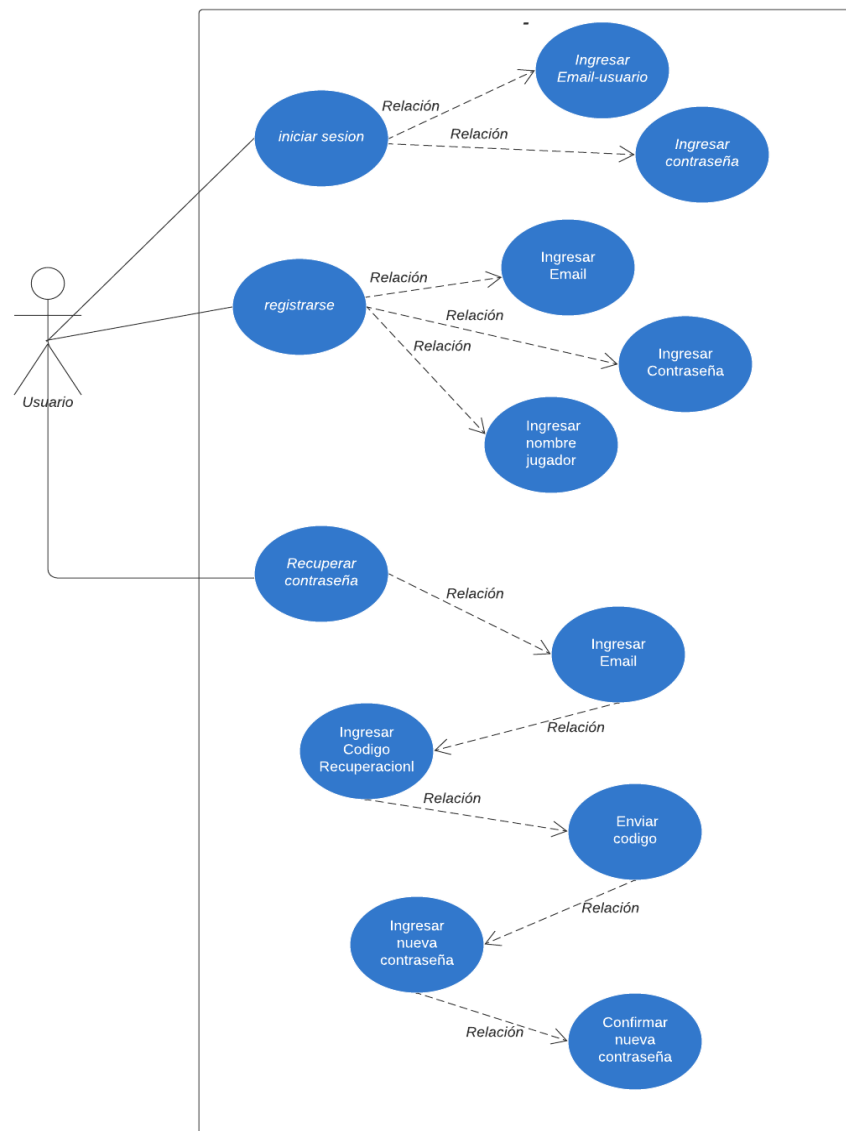 Ingresar
Email-usuario
Relación
iniciar sesion
Relación
Ingresar
contraseña
Ingresar
Email
Relación
registrarse
Relación
Relación
Ingresar
Contraseña
Usuario
Ingresar
nombre
jugador
Recuperar
contraseña
Relación
Ingresar
Email
Relación
Ingresar
Codigo
Recuperacionl
Relación
Enviar
codigo
Relación
Ingresar
nueva
contraseña
Relación
Confirmar
nueva
contraseña